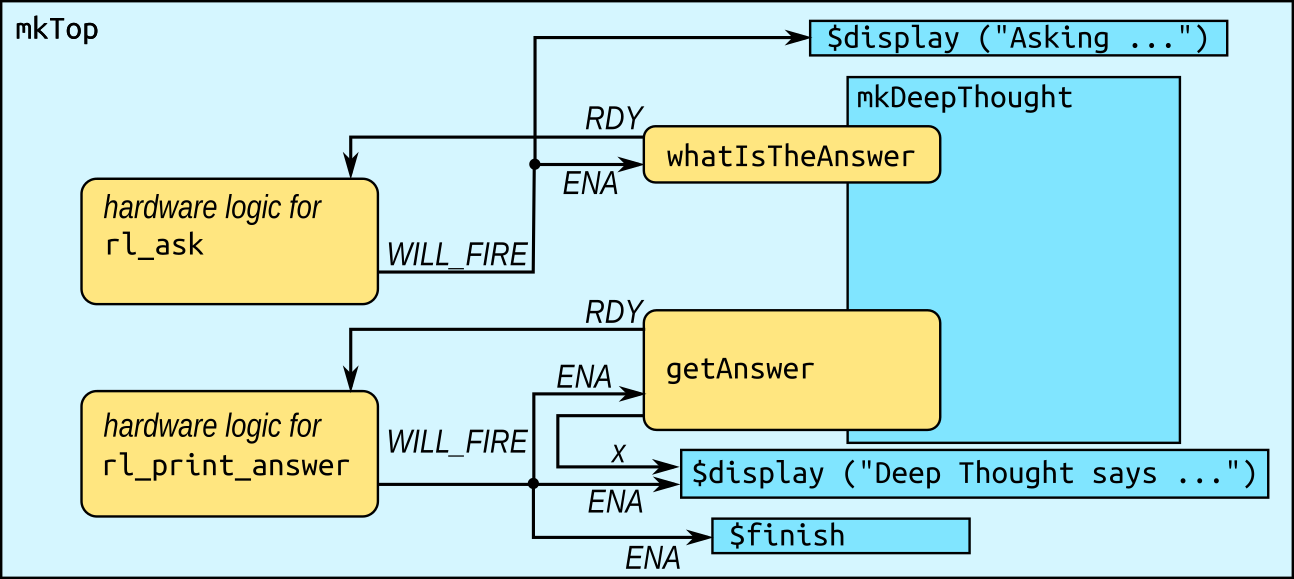 mkTop
$display ("Asking ...")
mkDeepThought
RDY
whatIsTheAnswer
ENA
hardware logic for
rl_ask
WILL_FIRE
RDY
getAnswer
ENA
hardware logic for
rl_print_answer
WILL_FIRE
x
$display ("Deep Thought says ...")
ENA
$finish
ENA